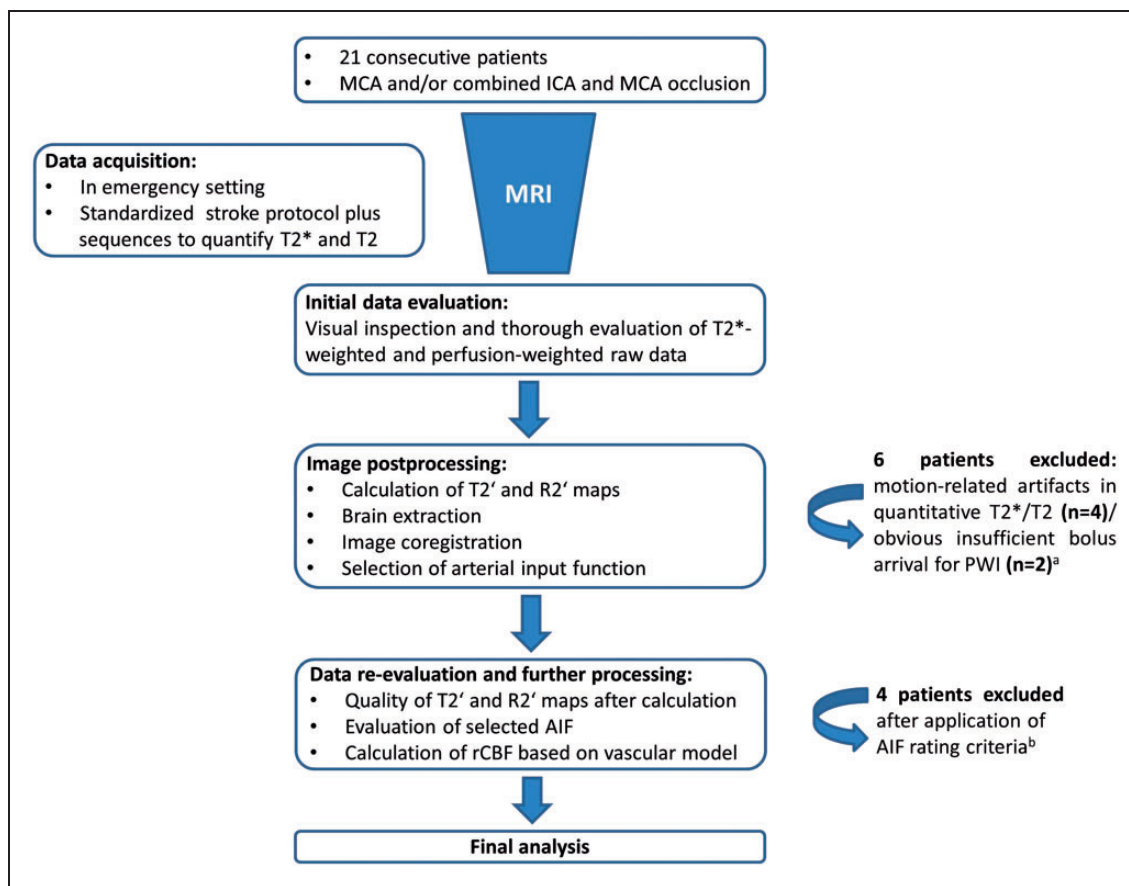 • 21 consecutive patients
• MCA and/or combined ICA and MCA occlusion
Data acquisition:
• In emergency setting
• Standardized stroke protocol plus
sequences to quantify T2* and T2
MRI
Initial data evaluation:
Visual inspection and thorough evaluation of T2*-
weighted and perfusion-weighted raw data
Image postprocessing:
• Calculation of T2‘ and R2‘ maps
• Brain extraction
• Image coregistration
• Selection of arterial input function
6 patients excluded:
motion-related artifacts in
quantitative T2*/T2 (n=4)/
obvious insufficient bolus
arrival for PWI (n=2)ᵃ
Data re-evaluation and further processing:
• Quality of T2‘ and R2‘ maps after calculation
• Evaluation of selected AIF
• Calculation of rCBF based on vascular model
4 patients excluded
after application of
AIF rating criteriaᵇ
Final analysis